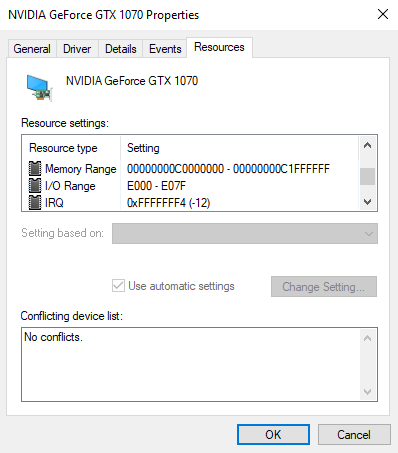 NVIDIA GeForce GTX 1070 Properties
General Driver Details Events Resources
NVIDIA GeForce GTX 1070
Resource settings:
Resource type Setting
Memory Range 00000000C0000000 - 00000000C1FFFFFF
I/O Range E000 - E07F
IRQ 0xFFFFFFF4 (-12)
Setting based on:
Use automatic settings Change Setting...
Conflicting device list:
No conflicts.
OK Cancel